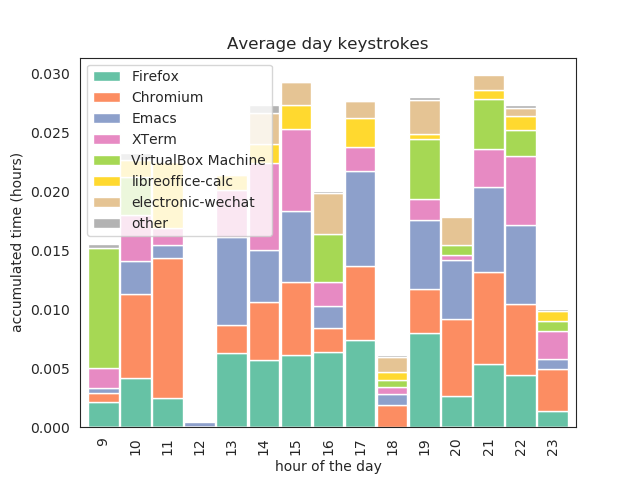 Average day keystrokes
accumulated time (hours)
0.030
0.025
0.020
0.015
0.010
0.005
0.000
Firefox
Chromium
Emacs
XTerm
VirtualBox Machine
libreoffice-calc
electronic-wechat
other
9 10 11 12 13 14 15 16 17 18 19 20 21 22 23
hour of the day